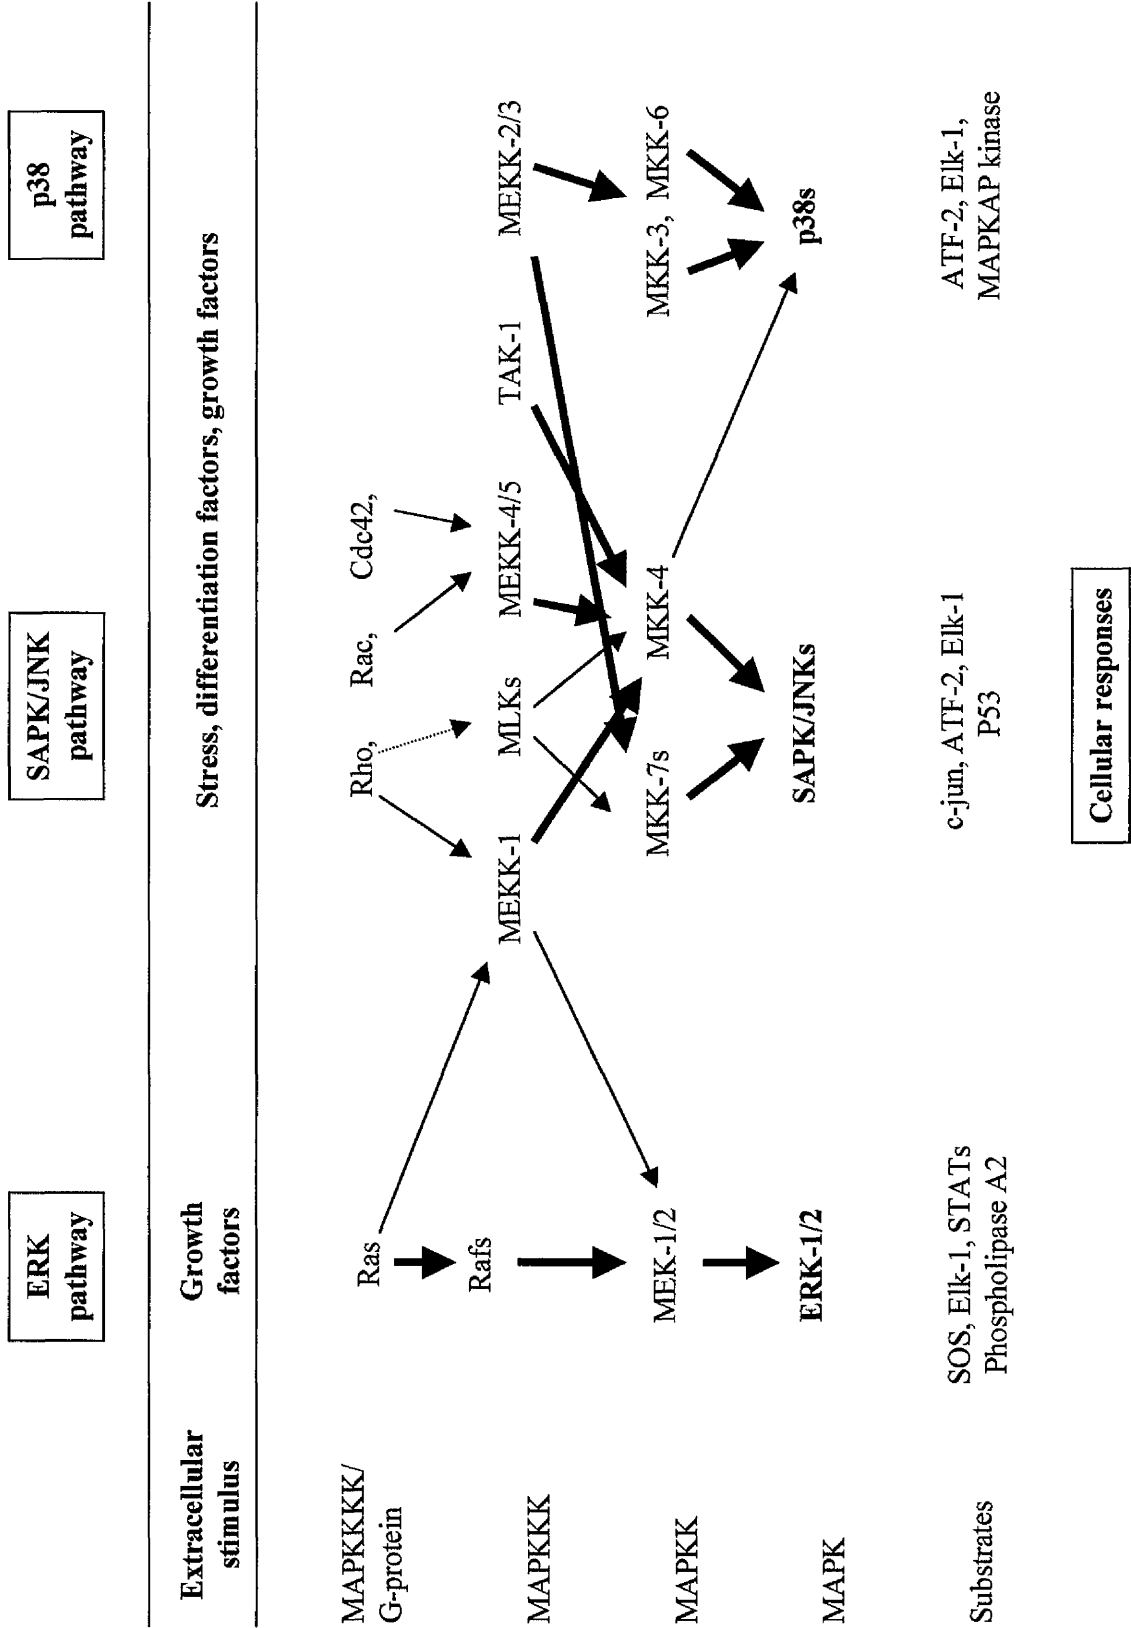 ERK
pathway
SAPK/JNK
pathway
p38
pathway
Extracellular
stimulus
Growth
factors
Stress, differentiation factors, growth factors
MAPKKKK/
G-protein
Ras
Rho,
Rac,
Cdc42,
MAPKKK
Rafs
MEKK-1
MLKs
MEKK-4/5
TAK-1
MEKK-2/3
MAPKK
MEK-1/2
MKK-7s
MKK-4
MKK-3, MKK-6
MAPK
ERK-1/2
SAPK/JNKs
p38s
Substrates
SOS, Elk-1, STATs
Phospholipase A2
c-jun, ATF-2, Elk-1
P53
ATF-2, Elk-1,
MAPKAP kinase
Cellular responses